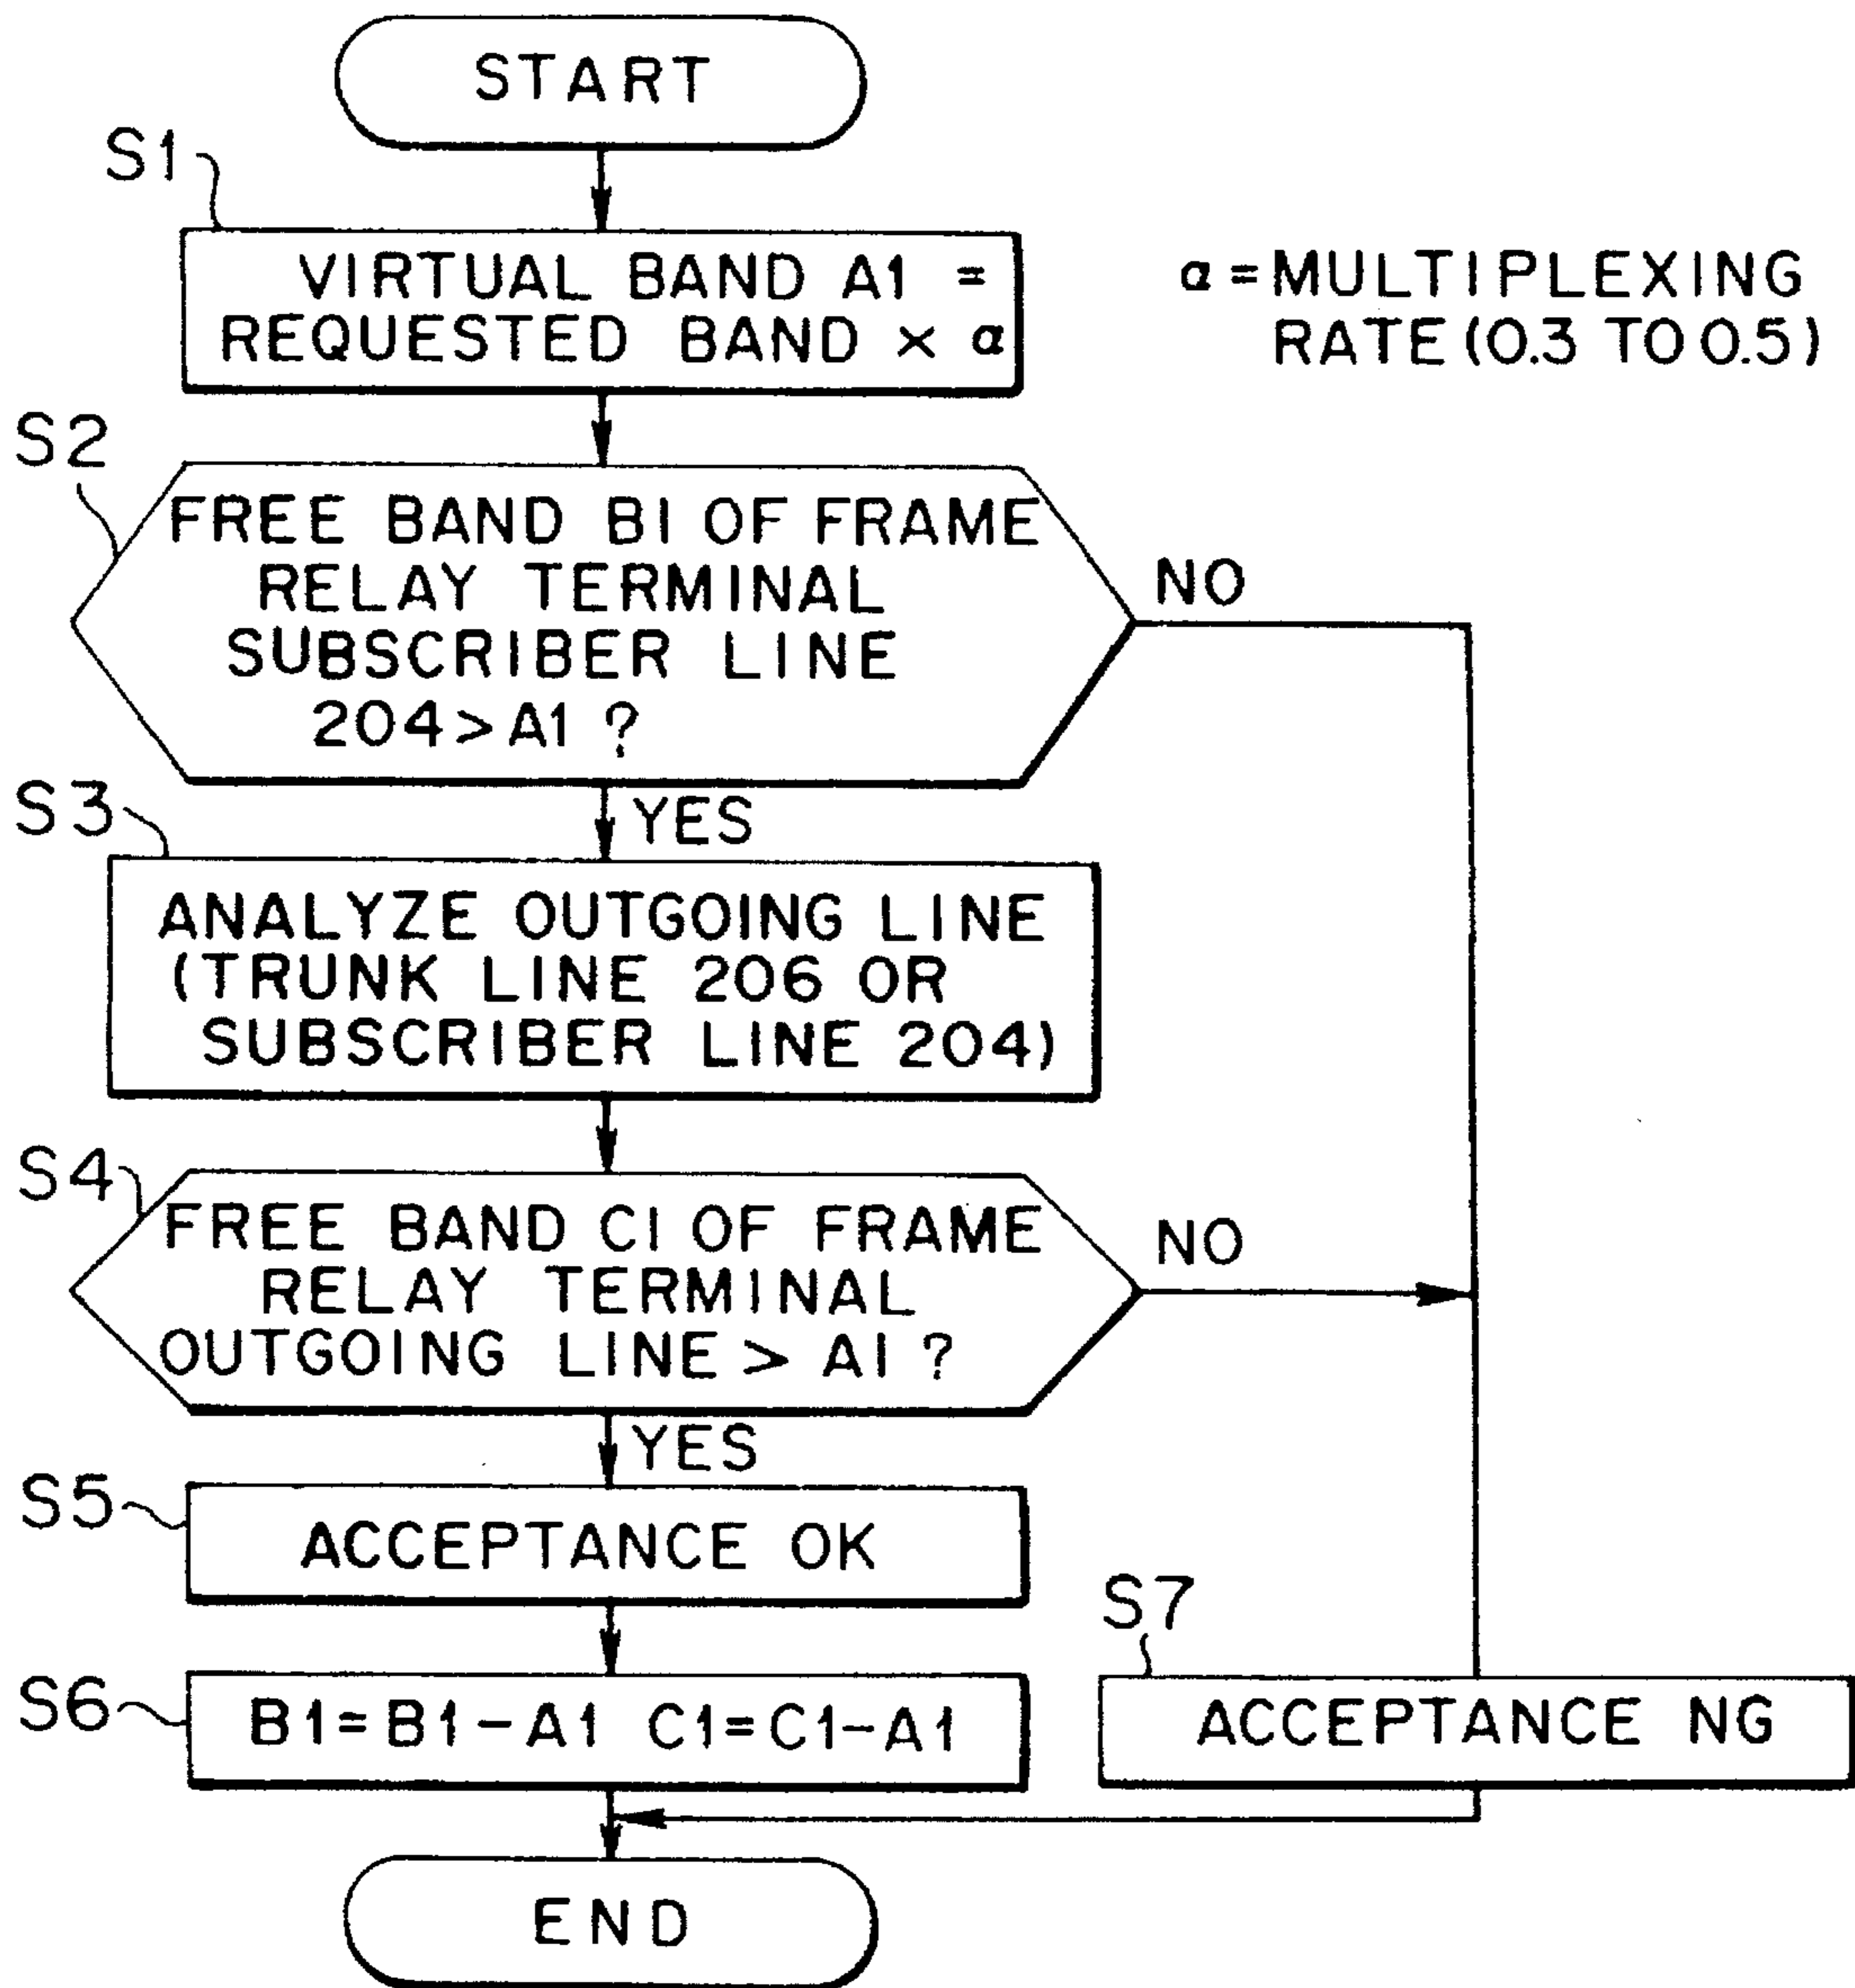 START
S1
VIRTUAL BAND A1 =
REQUESTED BAND × α
α = MULTIPLEXING
RATE (0.3 TO 0.5)
S2
FREE BAND B1 OF FRAME
RELAY TERMINAL
SUBSCRIBER LINE
204 > A1 ?
NO
YES
S3
ANALYZE OUTGOING LINE
(TRUNK LINE 206 OR
SUBSCRIBER LINE 204)
S4
FREE BAND C1 OF FRAME
RELAY TERMINAL
OUTGOING LINE > A1 ?
NO
YES
S5
ACCEPTANCE OK
S6
B1=B1-A1 C1=C1-A1
S7
ACCEPTANCE NG
END